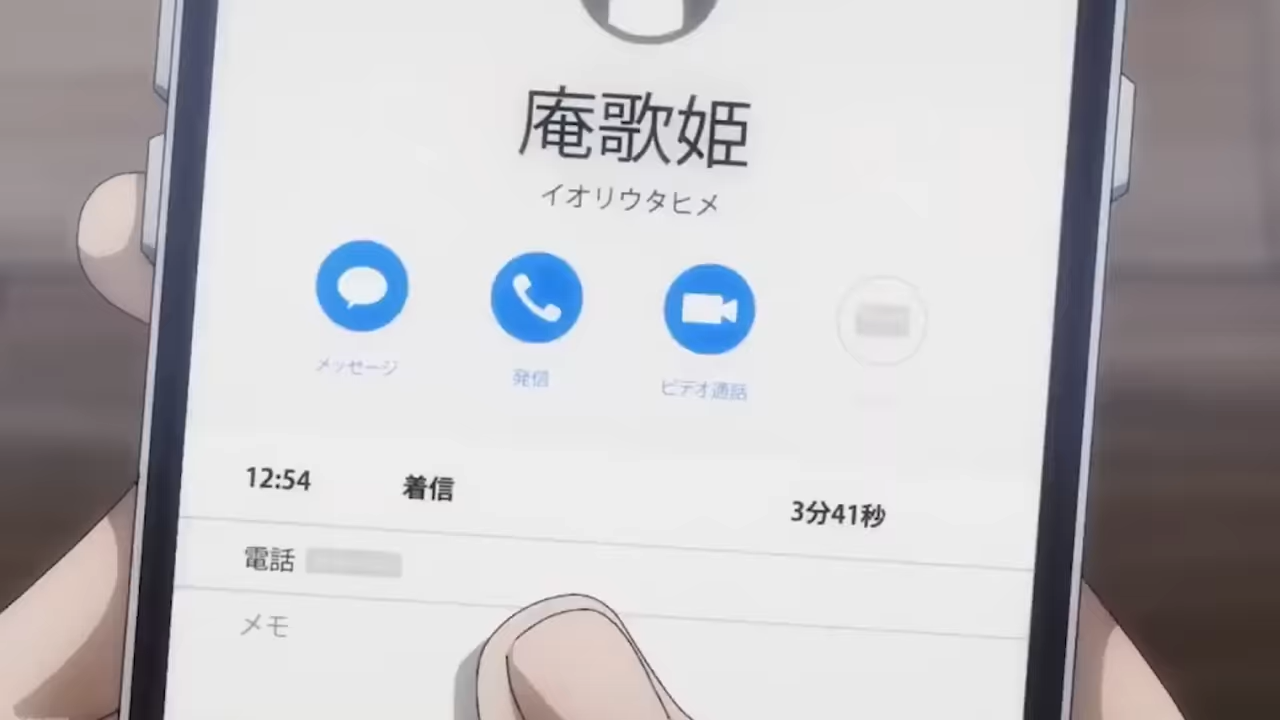 庵歌姫
イオリウタヒメ
メッセージ 発信 ビデオ通話
12:54 着信 3分41秒
電話
メモ